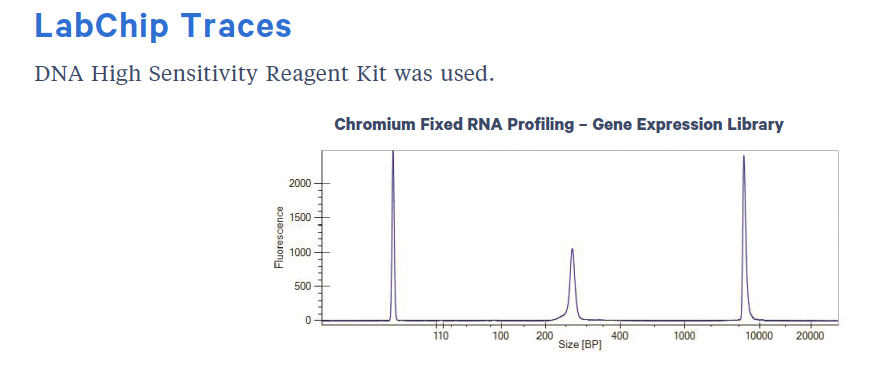 LabChip Traces
DNA High Sensitivity Reagent Kit was used.
Chromium Fixed RNA Profiling – Gene Expression Library
2000
1500
1000
500
0
Fluorescence
110 100 200 400 1000 10000 20000
Size [BP]